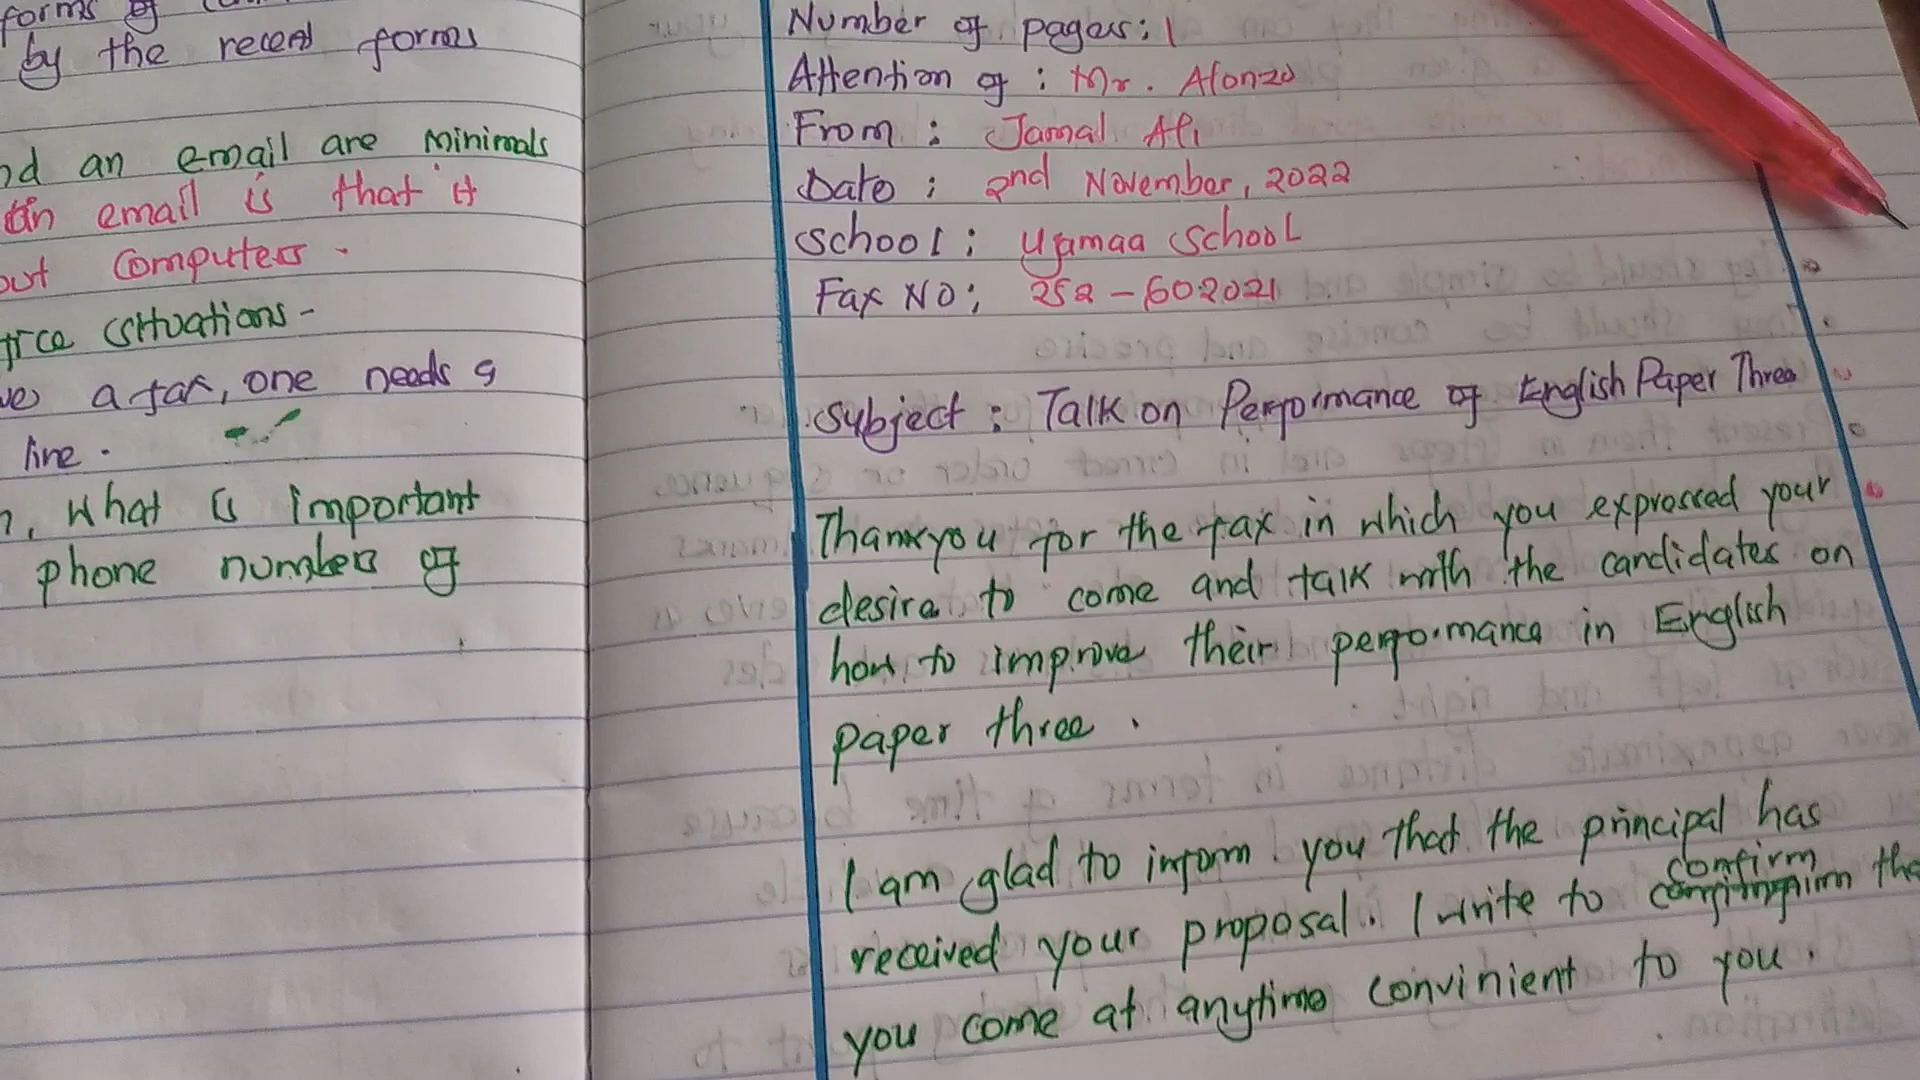 forms of
by the recent forms
an email are minimals
an email is that it
out computers.
situations-
a fax, one needs a
line.
what is important
phone number of
Number of pages: 1
Attention of : Mr. Alonzo
From : Jamal Ali
Date : 2nd November, 2022
School : Ujamaa School
Fax NO: 252-602021
Subject : Talk on Performance of English Paper Three
Thankyou for the fax in which you expressed your
desire to come and talk with the candidates on
how to improve their performance in English
paper three.
I am glad to inform you that the principal has
confirm
received your proposal. I write to the
you come at anytime convinient to you.